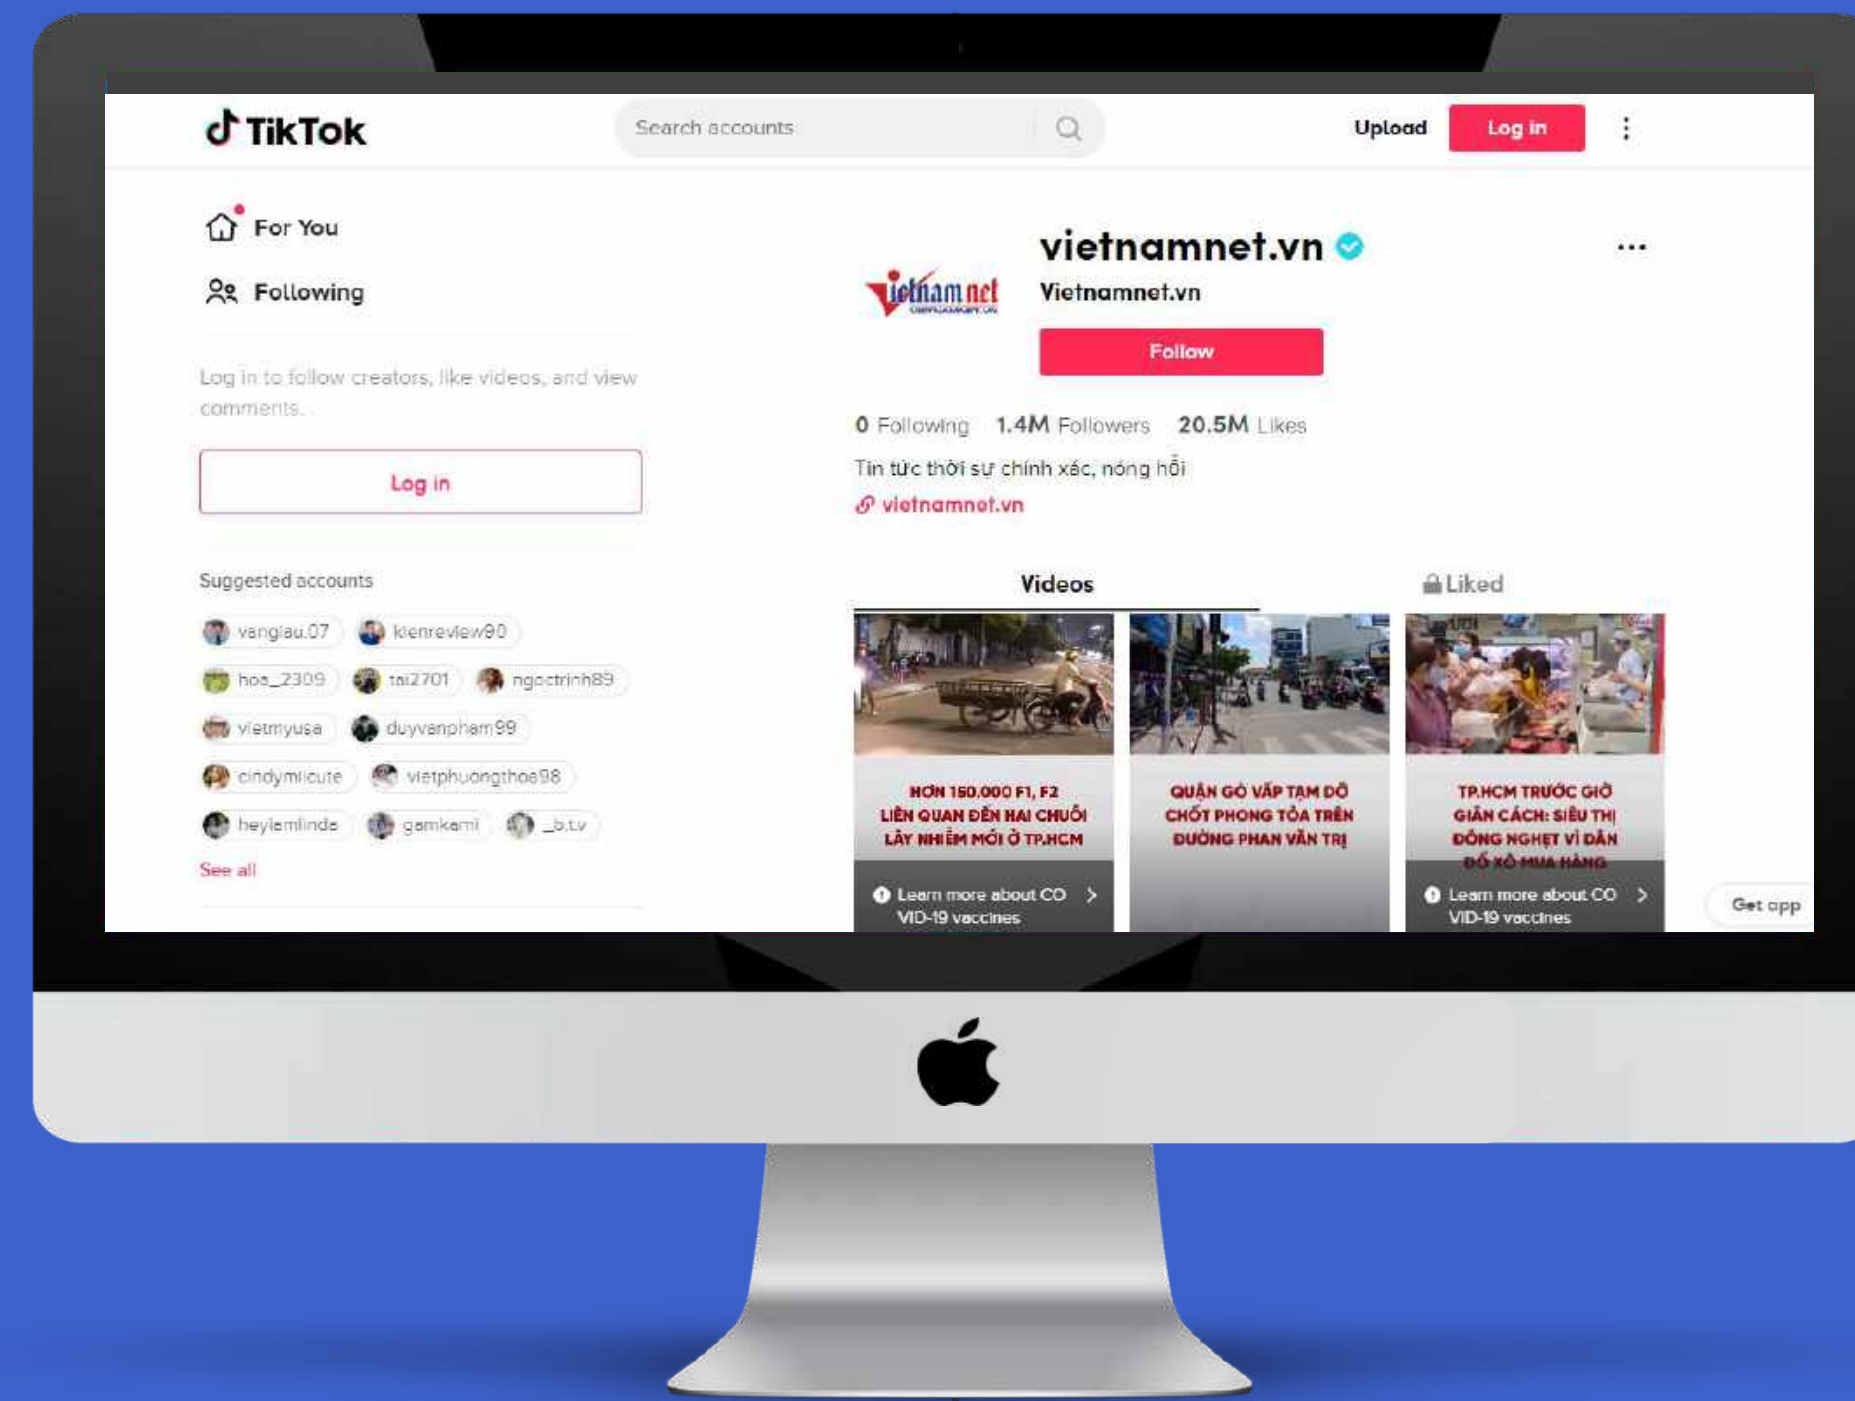 TikTok
Search accounts
Upload
Log in
For You
Following
Log in to follow creators, like videos, and view
comments.
Log in
Suggested accounts
vangiau.07
kienreview90
hoa_2309
tai2701
ngoctrinh89
vietmyusa
duyvanpham99
cindymiicute
vietphuongthoa98
heylamlinda
gamkami
_b.t.v
See all
vietnamnet.vn
Vietnamnet.vn
Follow
Vietnam net
0 Following 1.4M Followers 20.5M Likes
Tin tức thời sự chính xác, nóng hổi
vietnamnet.vn
Videos
Liked
HƠN 150.000 F1, F2
LIÊN QUAN ĐẾN HAI CHUỖI
LÂY NHIỄM MỚI Ở TP.HCM
Learn more about CO
VID-19 vaccines
QUẬN GÒ VẤP TẠM DỠ
CHỐT PHONG TỎA TRÊN
ĐƯỜNG PHAN VĂN TRỊ
TP.HCM TRƯỚC GIỜ
GIÃN CÁCH: SIÊU THỊ
ĐÔNG NGHẸT VÌ DÂN
ĐỔ XÔ MUA HÀNG
Learn more about CO
VID-19 vaccines
Get app